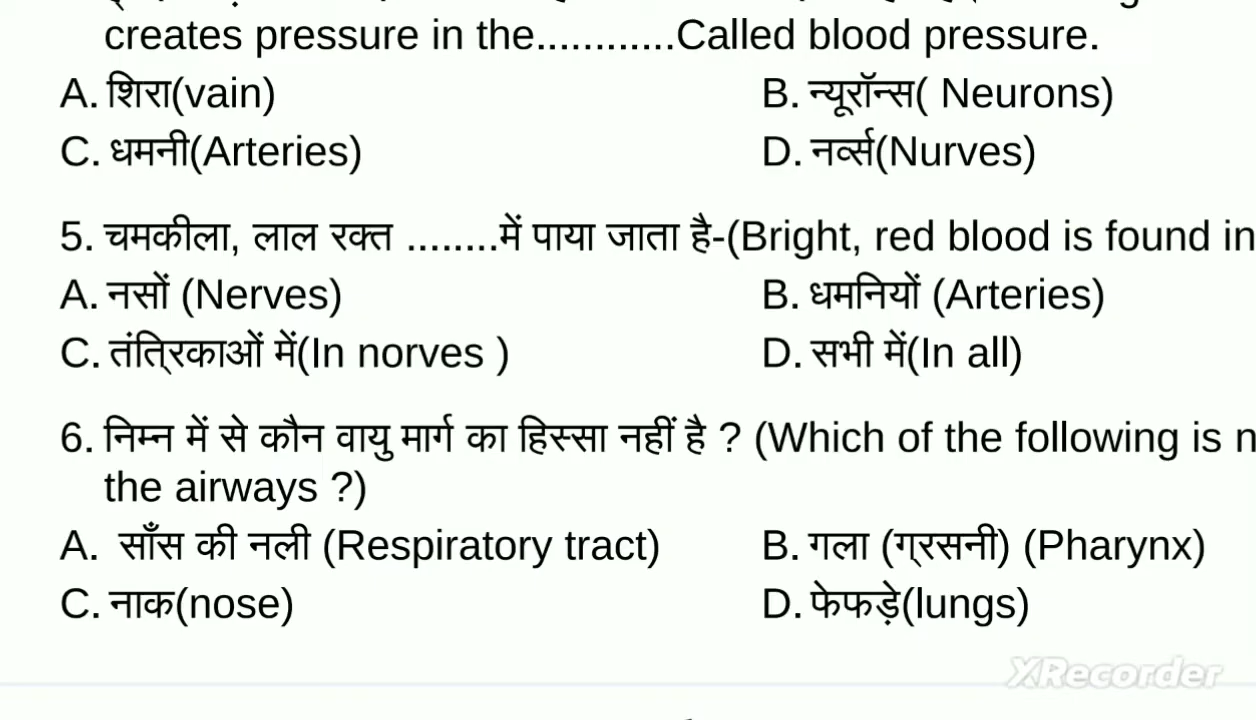 creates pressure in the............Called blood pressure.
A. शिरा(vain)
B. न्यूरॉन्स( Neurons)
C. धमनी(Arteries)
D. नर्व्स(Nurves)
5. चमकीला, लाल रक्त ........में पाया जाता है-(Bright, red blood is found in
A. नसों (Nerves)
B. धमनियों (Arteries)
C. तंत्रिकाओं में(In norves )
D. सभी में(In all)
6. निम्न में से कौन वायु मार्ग का हिस्सा नहीं है ? (Which of the following is n
the airways ?)
A. साँस की नली (Respiratory tract)
B. गला (ग्रसनी) (Pharynx)
C. नाक(nose)
D. फेफड़े(lungs)
XRecorder